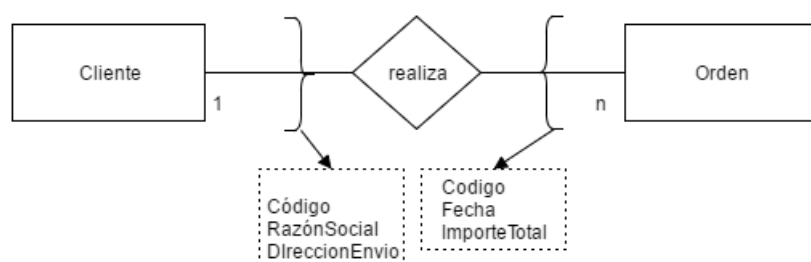 Cliente
realiza
Orden
1
n
Código
RazónSocial
DIreccionEnvio
Codigo
Fecha
ImporteTotal